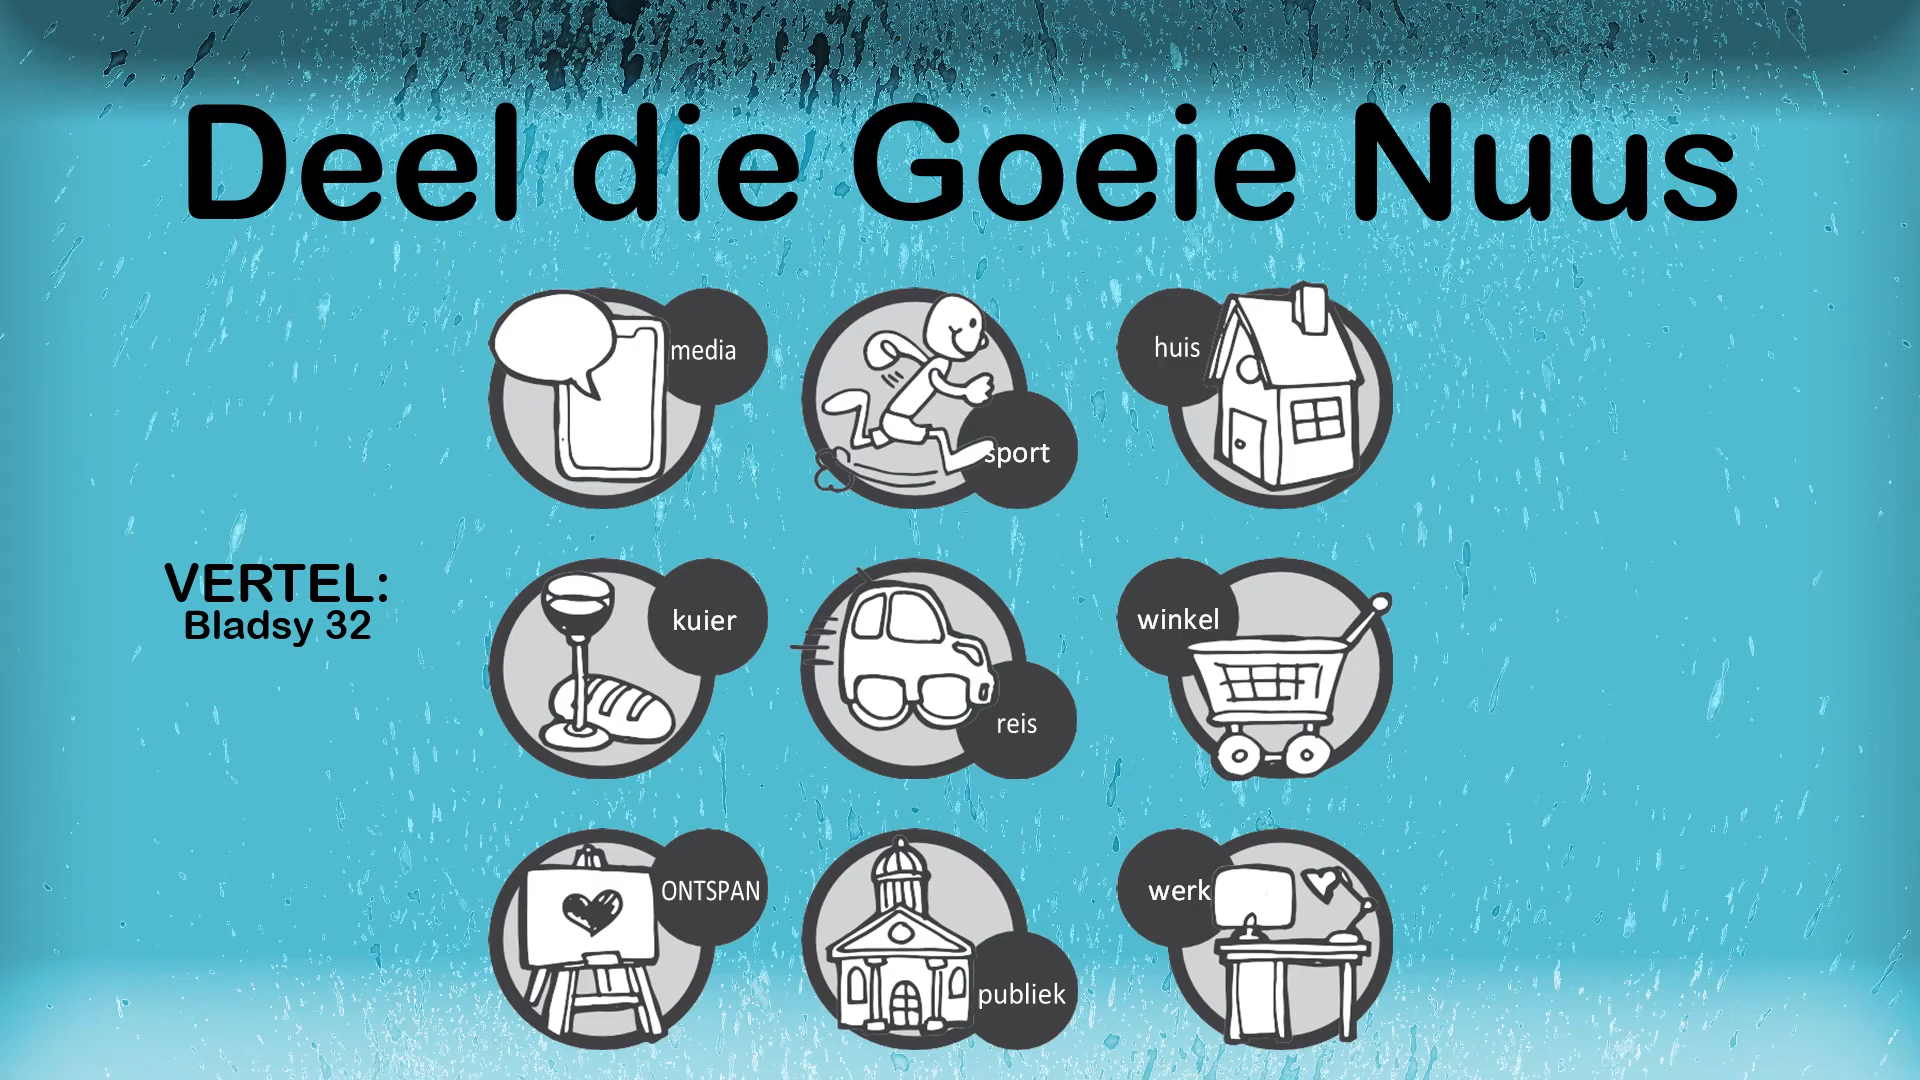 Deel die Goeie Nuus
media
sport
huis
VERTEL:
Bladsy 32
kuier
reis
winkel
ONTSPAN
publiek
werk